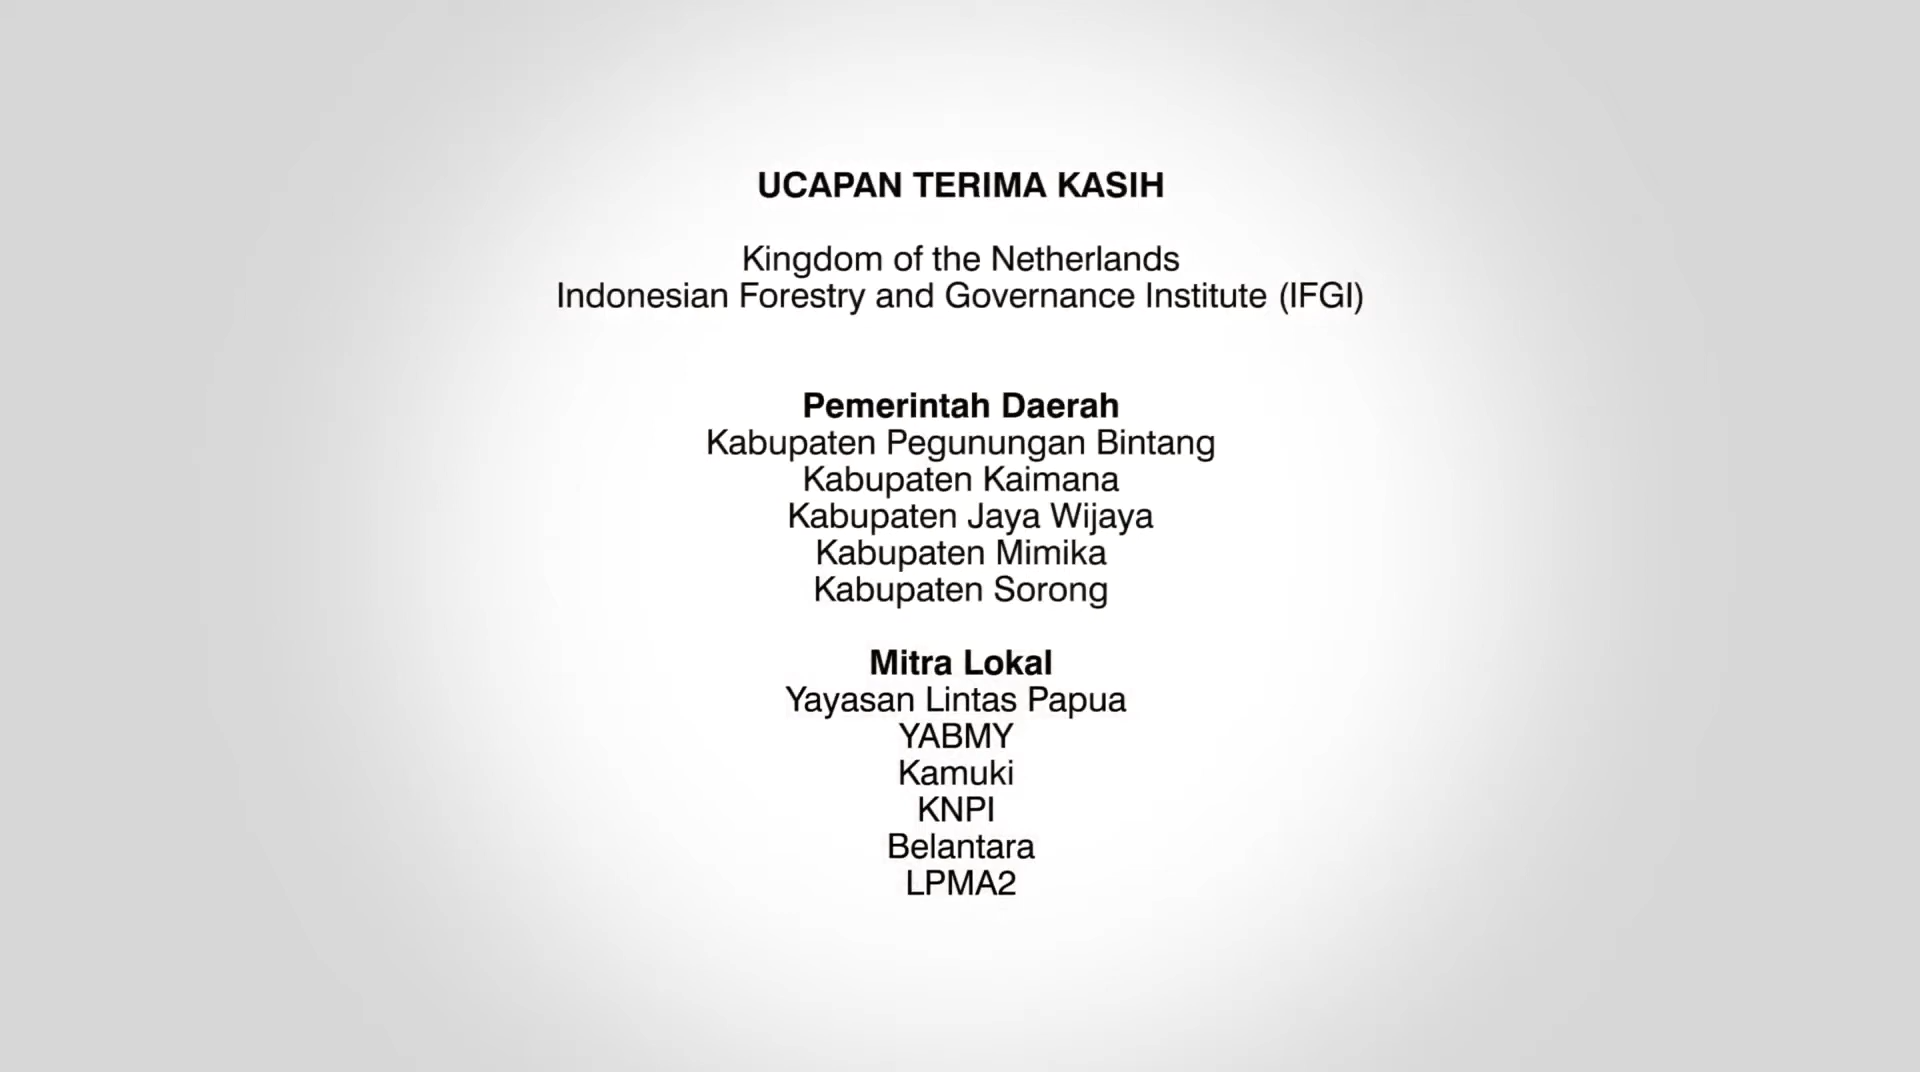 UCAPAN TERIMA KASIH
Kingdom of the Netherlands
Indonesian Forestry and Governance Institute (IFGI)
Pemerintah Daerah
Kabupaten Pegunungan Bintang
Kabupaten Kaimana
Kabupaten Jaya Wijaya
Kabupaten Mimika
Kabupaten Sorong
Mitra Lokal
Yayasan Lintas Papua
YABMY
Kamuki
KNPI
Belantara
LPMA2